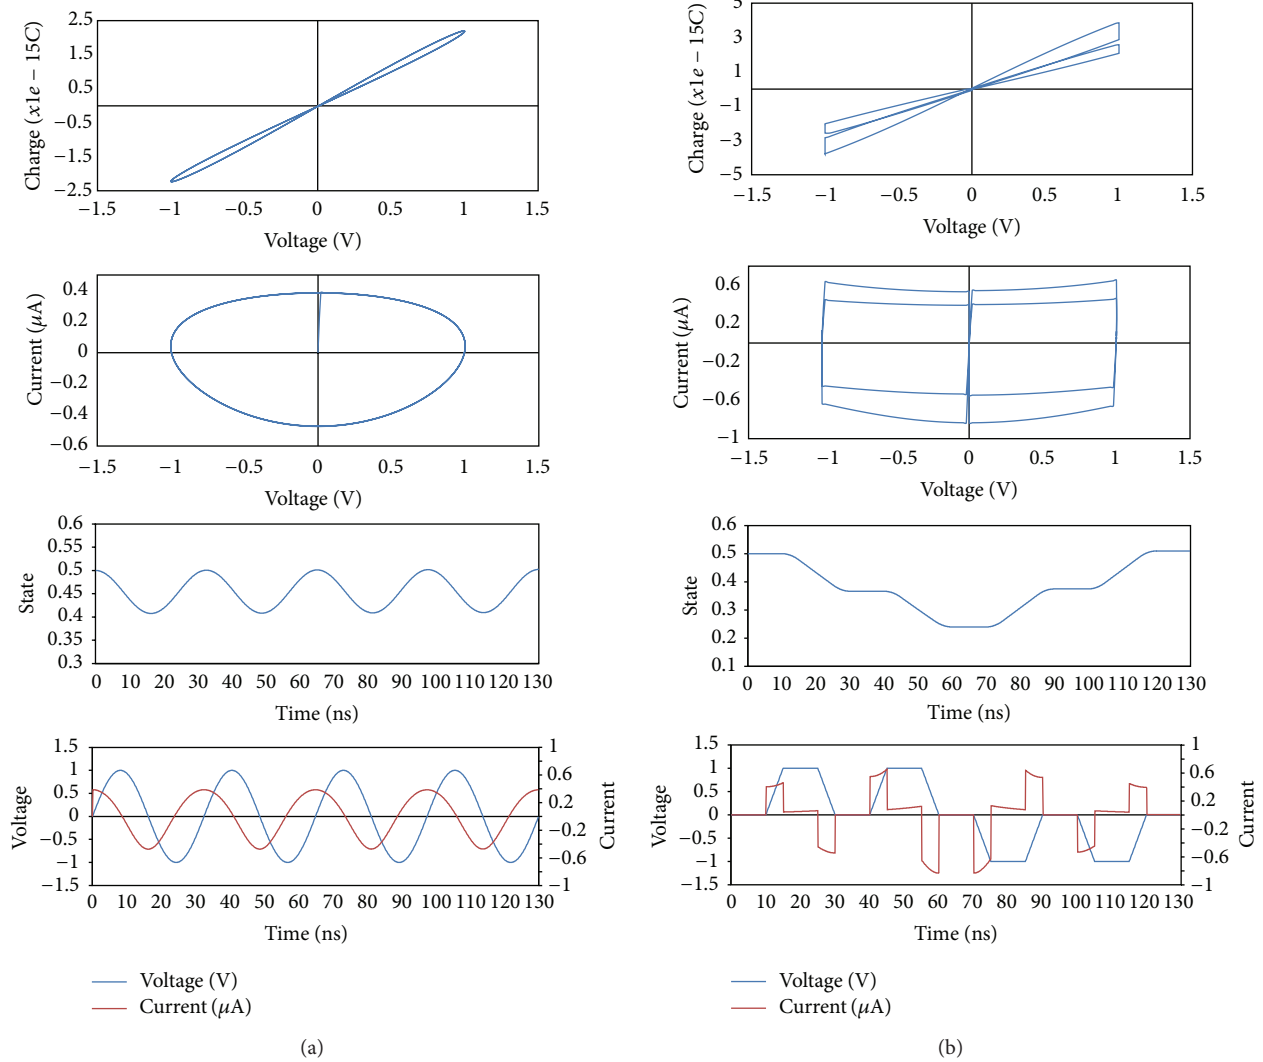 2.5
1.5
0.5
−0.5
−1.5
−2.5
Charge (x1e − 15C)
−1.5 −1 −0.5 0 0.5 1 1.5
Voltage (V)
5
3
1
−1
−3
−5
Charge (x1e − 15C)
−1.5 −1 −0.5 0 0.5 1 1.5
Voltage (V)
0.4
0.2
0
−0.2
−0.4
−0.6
Current (μA)
−1.5 −1 −0.5 0 0.5 1 1.5
Voltage (V)
0.6
0.2
−0.2
−0.6
−1
Current (μA)
−1.5 −1 −0.5 0 0.5 1 1.5
Voltage (V)
0.6
0.55
0.5
0.45
0.4
0.35
0.3
State
0 10 20 30 40 50 60 70 80 90 100 110 120 130
Time (ns)
0.6
0.5
0.4
0.3
0.2
0.1
State
0 10 20 30 40 50 60 70 80 90 100 110 120 130
Time (ns)
1.5
1
0.5
0
−0.5
−1
−1.5
Voltage
1
0.6
0.2
−0.2
−0.6
−1
Current
0 10 20 30 40 50 60 70 80 90 100 110 120 130
Time (ns)
Voltage (V)
Current (μA)
(a)
1.5
1
0.5
0
−0.5
−1
−1.5
Voltage
1
0.6
0.2
−0.2
−0.6
−1
Current
0 10 20 30 40 50 60 70 80 90 100 110 120 130
Time (ns)
Voltage (V)
Current (μA)
(b)